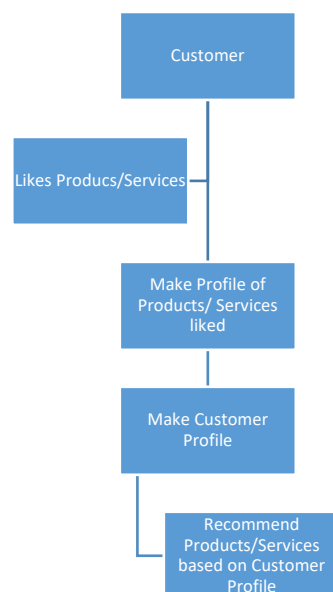 Customer
Likes Producs/Services
Make Profile of
Products/ Services
liked
Make Customer
Profile
Recommend
Products/Services
based on Customer
Profile